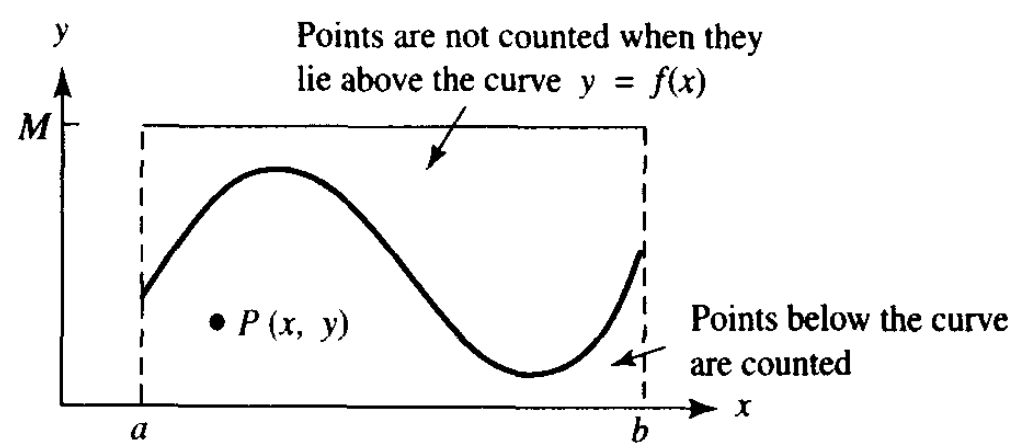 y
Points are not counted when they
lie above the curve y = f(x)
M
P (x, y)
Points below the curve
are counted
x
a
b